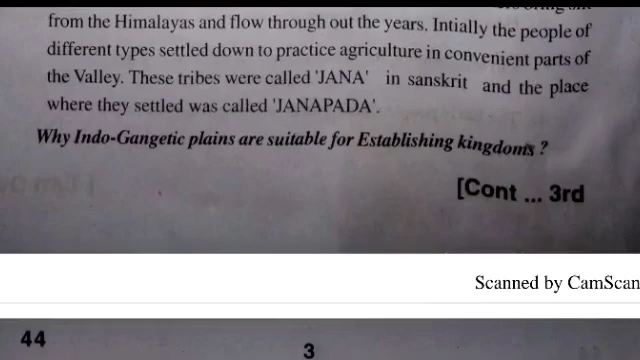 from the Himalayas and flow through out the years. Intially the people of
different types settled down to practice agriculture in convenient parts of
the Valley. These tribes were called 'JANA' in sanskrit and the place
where they settled was called 'JANAPADA'.
Why Indo-Gangetic plains are suitable for Establishing kingdoms ?
[Cont ... 3rd
Scanned by CamScan
44
3